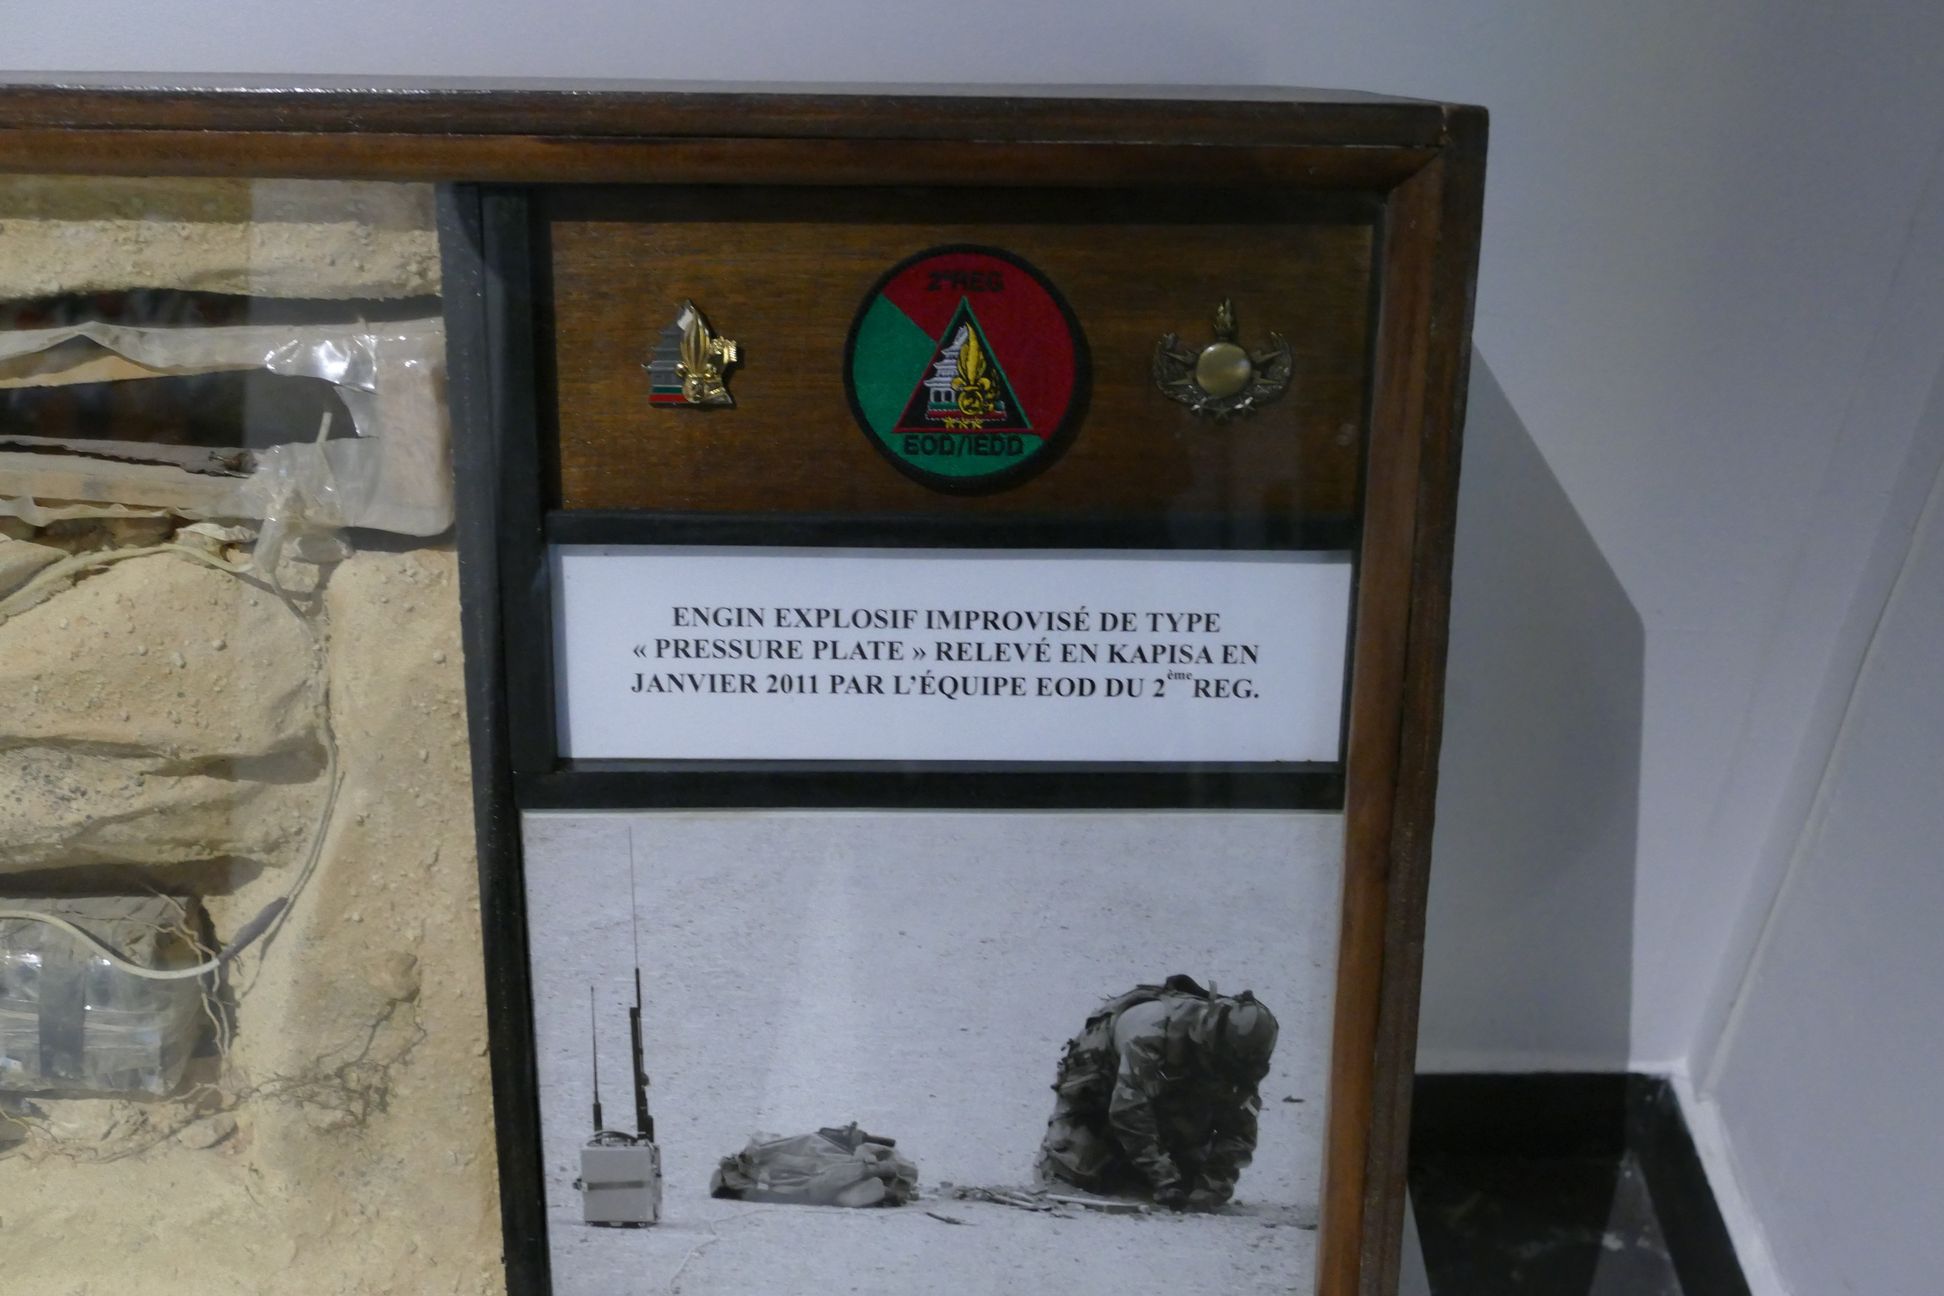 2e REG
EOD/IEDD
ENGIN EXPLOSIF IMPROVISÉ DE TYPE
« PRESSURE PLATE » RELEVÉ EN KAPISA EN
JANVIER 2011 PAR L’ÉQUIPE EOD DU 2ème REG.